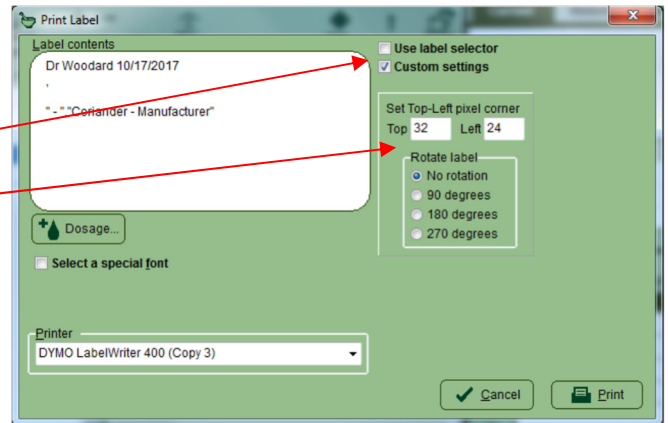 Print Label
Label contents
Dr Woodard 10/17/2017
,
" - ","Coriander - Manufacturer"
Use label selector
Custom settings
Set Top-Left pixel corner
Top 32 Left 24
Rotate label
No rotation
90 degrees
180 degrees
270 degrees
Dosage...
Select a special font
Printer
DYMO LabelWriter 400 (Copy 3)
Cancel
Print